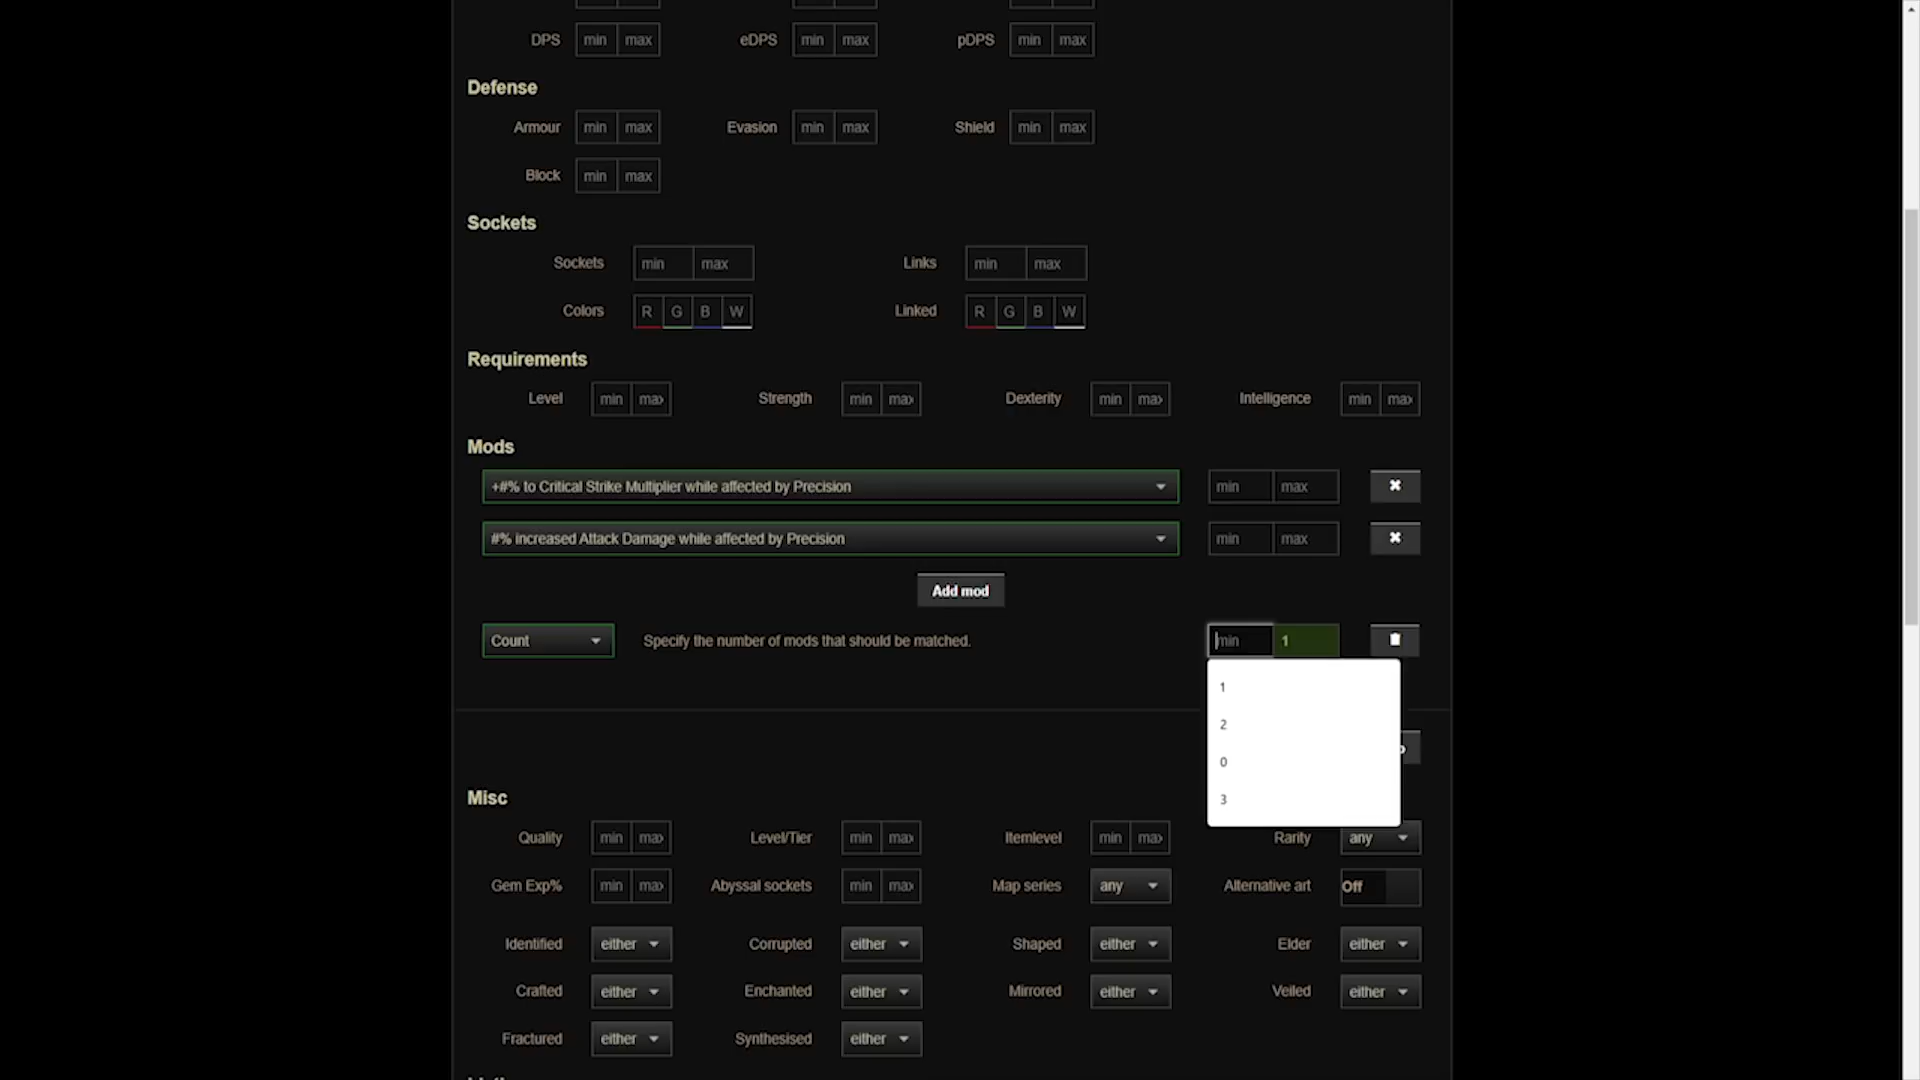 DPS min max eDPS min max pDPS min max
Defense
Armour min max Evasion min max Shield min max
Block min max
Sockets
Sockets min max Links min max
Colors R G B W Linked R G B W
Requirements
Level min max Strength min max Dexterity min max Intelligence min max
Mods
+#% to Critical Strike Multiplier while affected by Precision min max
#% increased Attack Damage while affected by Precision min max
Add mod
Count Specify the number of mods that should be matched. min 1
1
2
0
3
Misc
Quality min max Level/Tier min max Itemlevel min max Rarity any
Gem Exp% min max Abyssal sockets min max Map series any Alternative art Off
Identified either Corrupted either Shaped either Elder either
Crafted either Enchanted either Mirrored either Veiled either
Fractured either Synthesised either